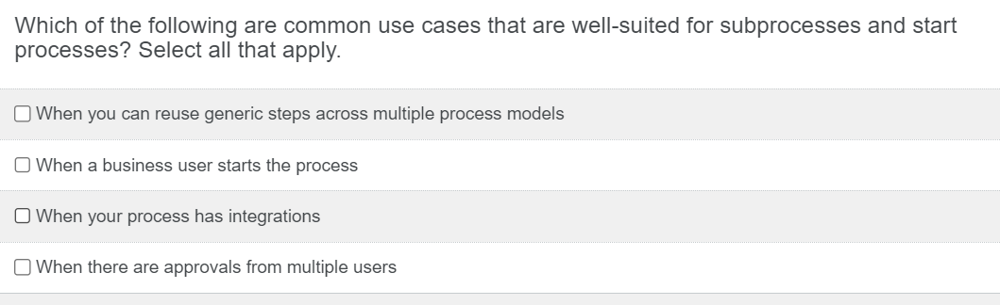 Which of the following are common use cases that are well-suited for subprocesses and start
processes? Select all that apply.
When you can reuse generic steps across multiple process models
When a business user starts the process
When your process has integrations
When there are approvals from multiple users